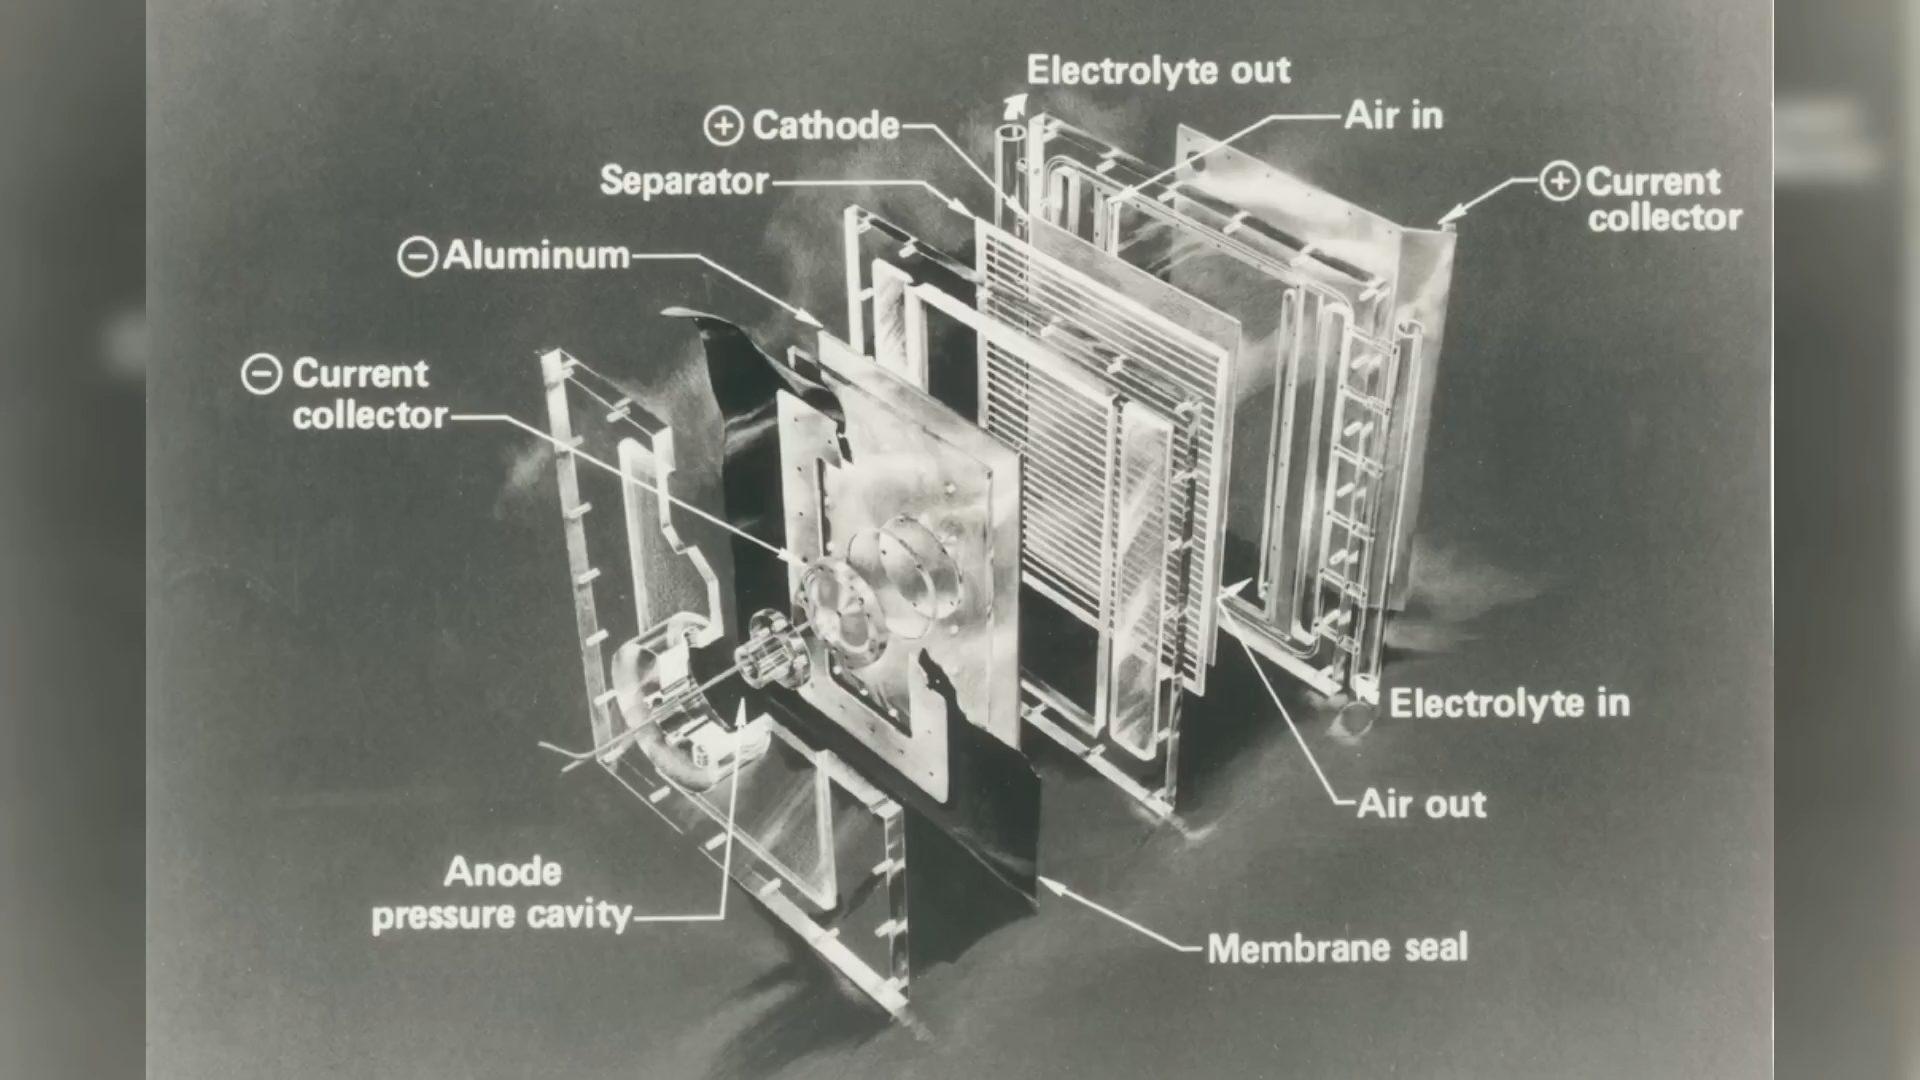 Electrolyte out
⊕ Cathode
Air in
Separator
⊕ Current
collector
⊖ Aluminum
⊖ Current
collector
Electrolyte in
Air out
Anode
pressure cavity
Membrane seal